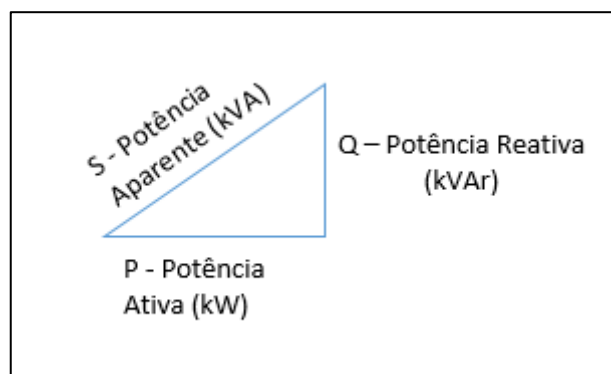 S - Potência
Aparente (kVA)
Q – Potência Reativa
(kVAr)
P - Potência
Ativa (kW)